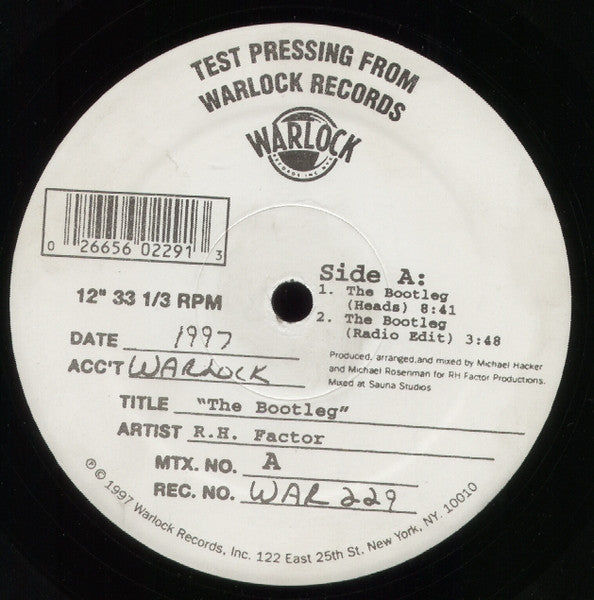 TEST PRESSING FROM
WARLOCK RECORDS
WARLOCK
RECORDS INC NYC
0 26656 02291 3
12" 33 1/3 RPM
Side A:
1. The Bootleg
(Heads) 8:41
2. The Bootleg
(Radio Edit) 3:48
DATE 1997
ACC'T WARLOCK
Produced, arranged,and mixed by Michael Hacker
and Michael Rosenman for RH Factor Productions.
Mixed at Sauna Studios
TITLE "The Bootleg"
ARTIST R.H. Factor
MTX. NO. A
REC. NO. WAR 229
℗ © 1997 Warlock Records, Inc. 122 East 25th St. New York, NY. 10010